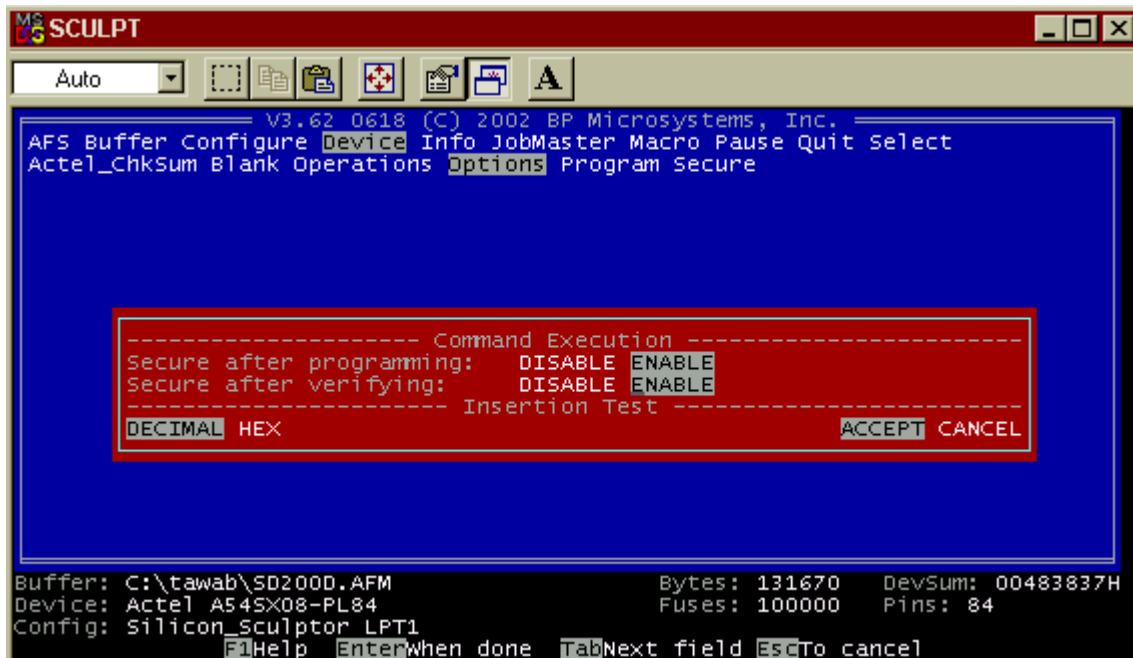 MS SCULPT
Auto A
V3.62 0618 (C) 2002 BP Microsystems, Inc.
AFS Buffer Configure Device Info JobMaster Macro Pause Quit Select
Actel_ChkSum Blank Operations Options Program Secure
--------------------- Command Execution ------------------------
Secure after programming: DISABLE ENABLE
Secure after verifying: DISABLE ENABLE
----------------------- Insertion Test -------------------------
DECIMAL HEX ACCEPT CANCEL
Buffer: C:\tawab\SD200D.AFM Bytes: 131670 DevSum: 00483837H
Device: Actel A54SX08-PL84 Fuses: 100000 Pins: 84
Config: Silicon_Sculptor LPT1
F1Help EnterWhen done TabNext field EscTo cancel